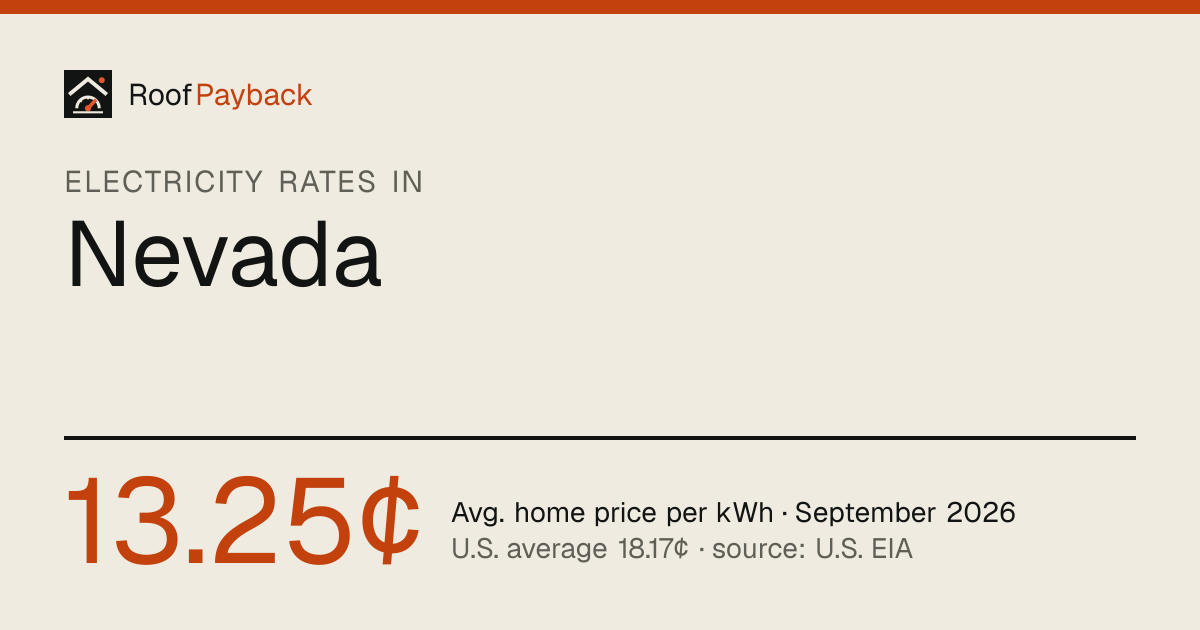 RoofPayback
ELECTRICITY RATES IN
Nevada
13.25¢
Avg. home price per kWh · September 2026
U.S. average 18.17¢ · source: U.S. EIA